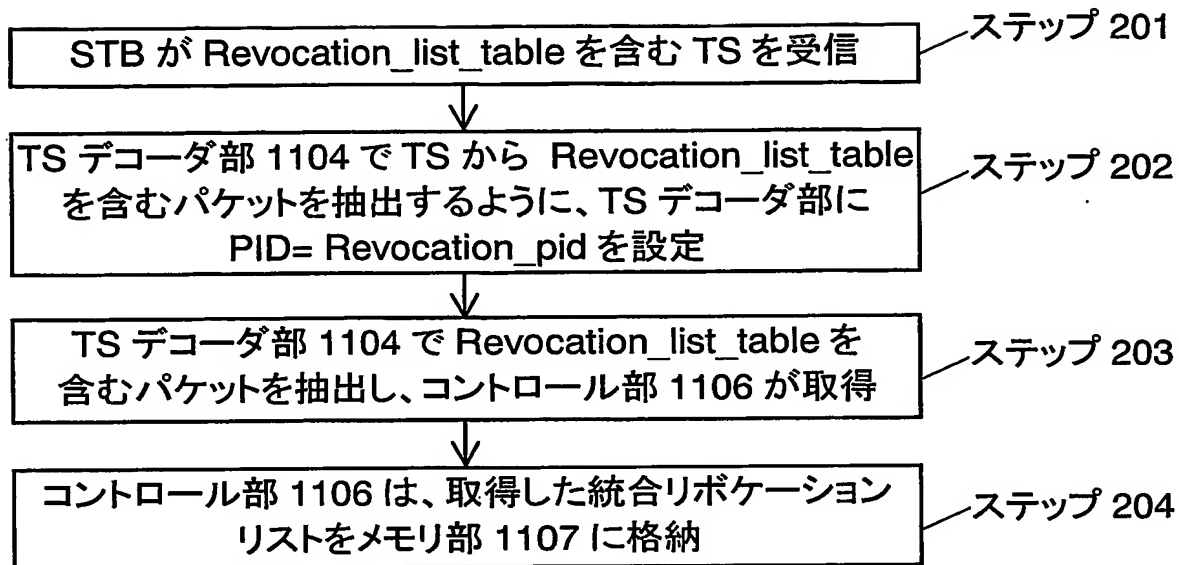 STB が Revocation_list_table を含む TS を受信
ステップ 201
TS デコーダ部 1104 で TS から Revocation_list_table
を含むパケットを抽出するように、TS デコーダ部に
PID= Revocation_pid を設定
ステップ 202
TS デコーダ部 1104 で Revocation_list_table を
含むパケットを抽出し、コントロール部 1106 が取得
ステップ 203
コントロール部 1106 は、取得した統合リボケーション
リストをメモリ部 1107 に格納
ステップ 204